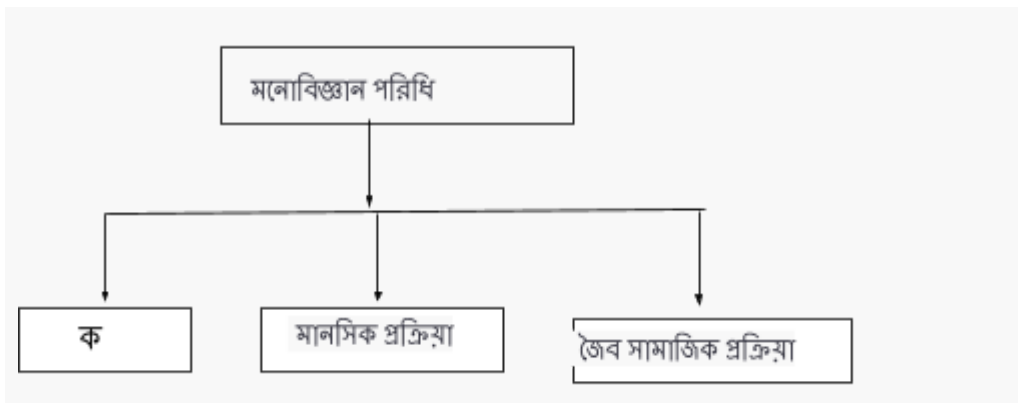 মনোবিজ্ঞান পরিধি
ক
মানসিক প্রক্রিয়া
জৈব সামাজিক প্রক্রিয়া